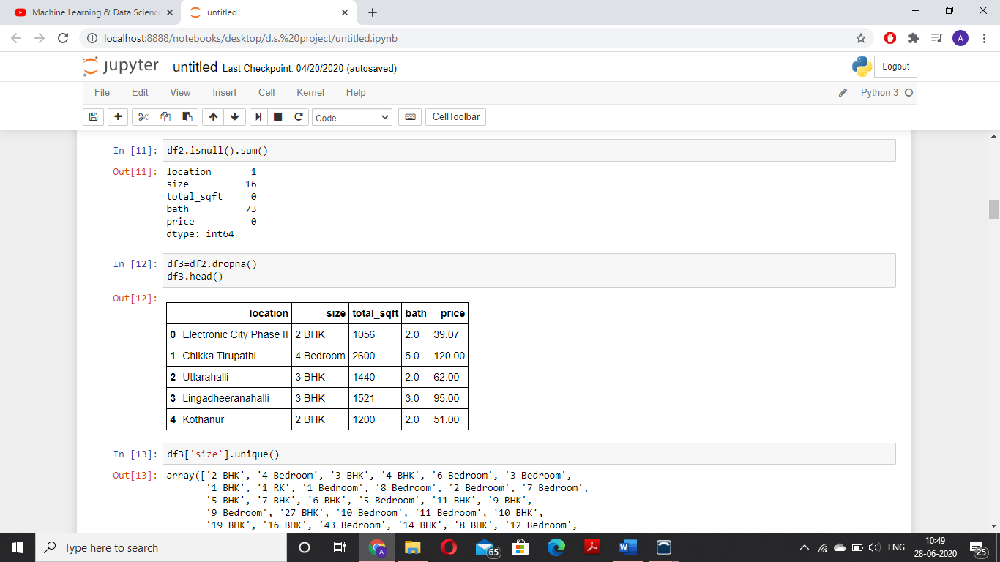 Machine Learning & Data Scienc
untitled
localhost:8888/notebooks/desktop/d.s.%20project/untitled.ipynb
A
jupyter untitled Last Checkpoint: 04/20/2020 (autosaved)
Logout
File Edit View Insert Cell Kernel Help
Python 3
Code
CellToolbar
In [11]: df2.isnull().sum()
Out[11]: location 1
size 16
total_sqft 0
bath 73
price 0
dtype: int64
In [12]: df3=df2.dropna()
df3.head()
Out[12]:
location size total_sqft bath price
0 Electronic City Phase II 2 BHK 1056 2.0 39.07
1 Chikka Tirupathi 4 Bedroom 2600 5.0 120.00
2 Uttarahalli 3 BHK 1440 2.0 62.00
3 Lingadheeranahalli 3 BHK 1521 3.0 95.00
4 Kothanur 2 BHK 1200 2.0 51.00
In [13]: df3['size'].unique()
Out[13]: array(['2 BHK', '4 Bedroom', '3 BHK', '4 BHK', '6 Bedroom', '3 Bedroom',
'1 BHK', '1 RK', '1 Bedroom', '8 Bedroom', '2 Bedroom', '7 Bedroom',
'5 BHK', '7 BHK', '6 BHK', '5 Bedroom', '11 BHK', '9 BHK',
'9 Bedroom', '27 BHK', '10 Bedroom', '11 Bedroom', '10 BHK',
'19 BHK', '16 BHK', '43 Bedroom', '14 BHK', '8 BHK', '12 Bedroom',
Type here to search
A
65
W
ENG
10:49
28-06-2020
25